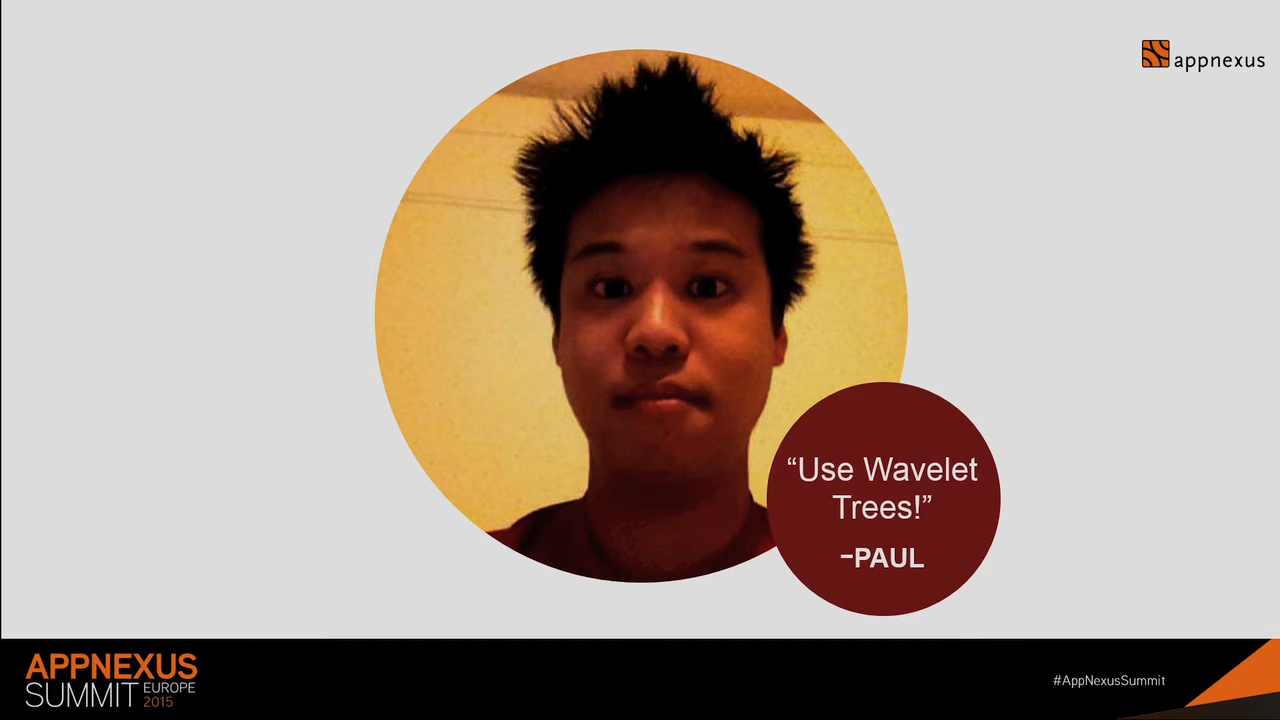 appnexus
“Use Wavelet
Trees!”
–PAUL
APPNEXUS
SUMMIT EUROPE
2015
#AppNexusSummit